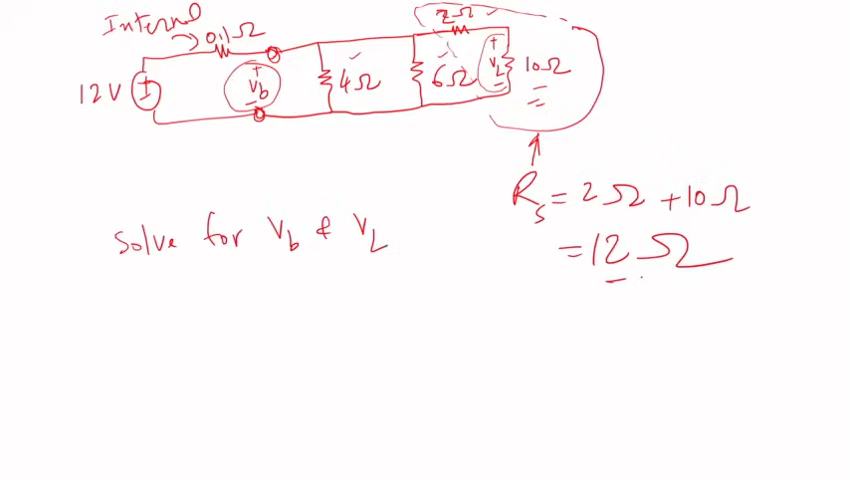 Internal
0.1Ω
2Ω
12V
+
Vb
-
4Ω
6Ω
+
VL
-
10Ω
Rs = 2Ω + 10Ω
= 12Ω
Solve for Vb & VL